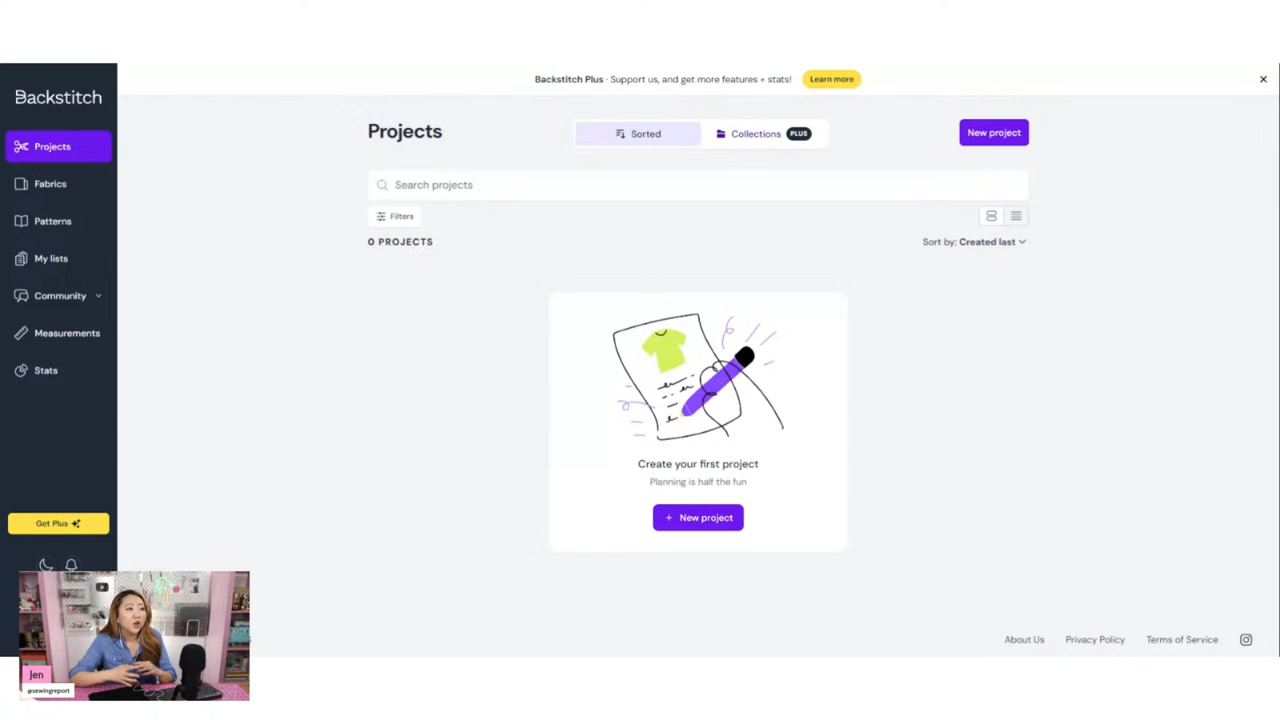 Backstitch Plus · Support us, and get more features + stats! Learn more
Backstitch
Projects
Fabrics
Patterns
My lists
Community
Measurements
Stats
Get Plus
Projects
Sorted
Collections PLUS
New project
Search projects
Filters
0 PROJECTS
Sort by: Created last
Create your first project
Planning is half the fun
+ New project
About Us Privacy Policy Terms of Service
Jen
@sewingreport